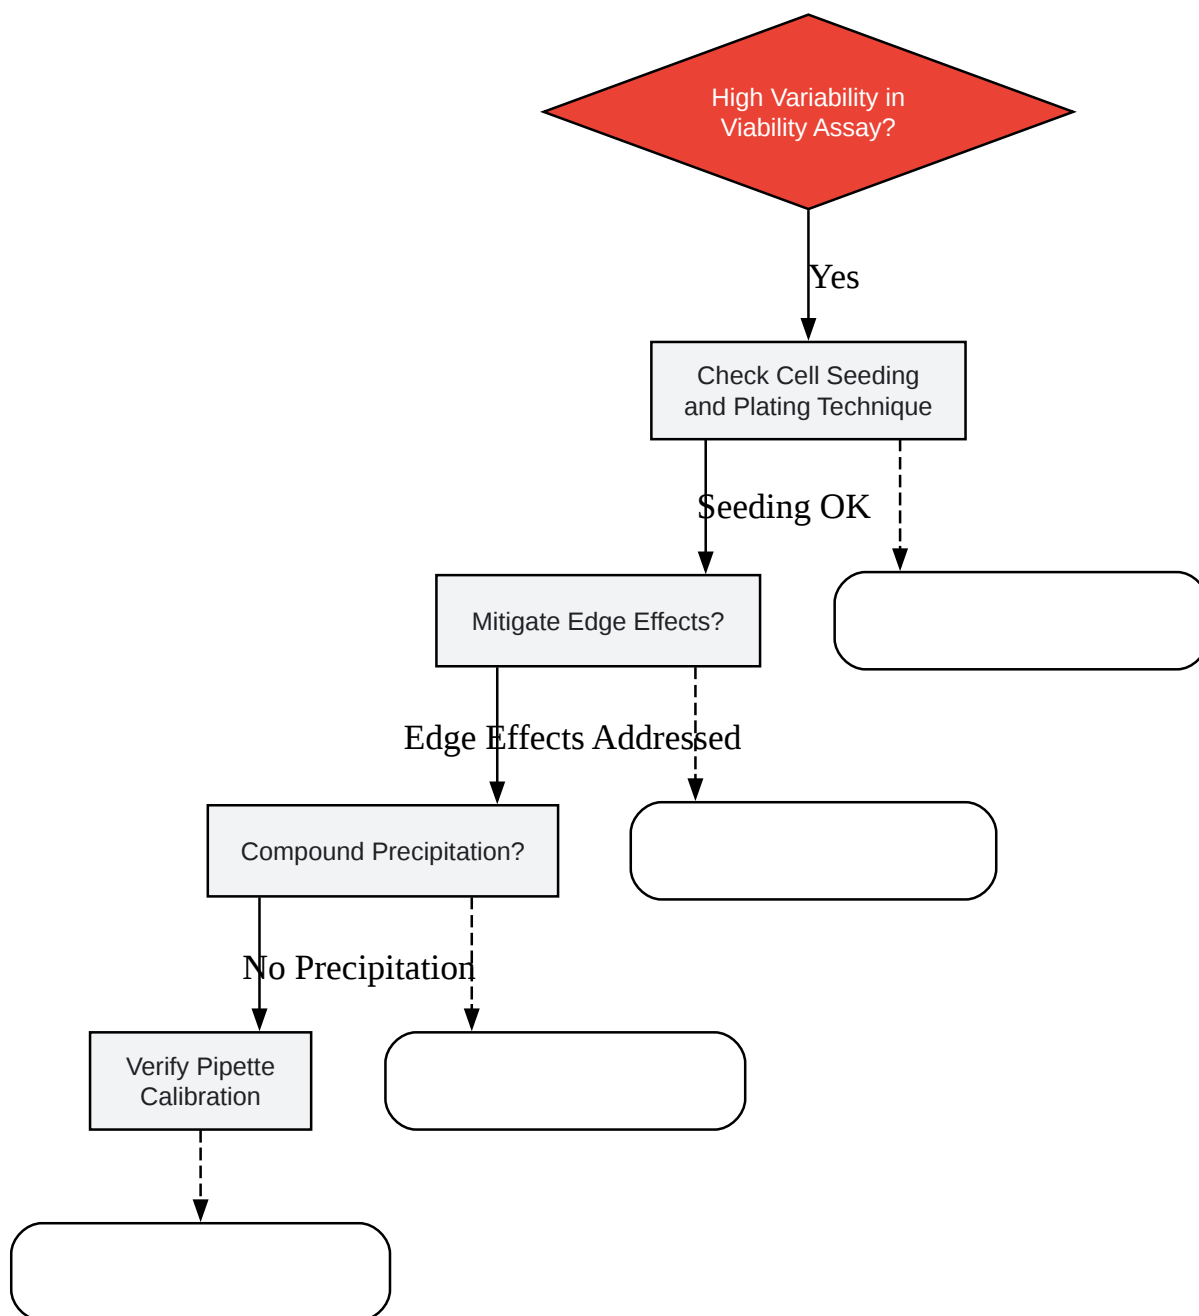 High Variability in
Viability Assay?
Yes
Check Cell Seeding
and Plating Technique
Seeding OK
Mitigate Edge Effects?
Edge Effects Addressed
Compound Precipitation?
No Precipitation
Verify Pipette
Calibration